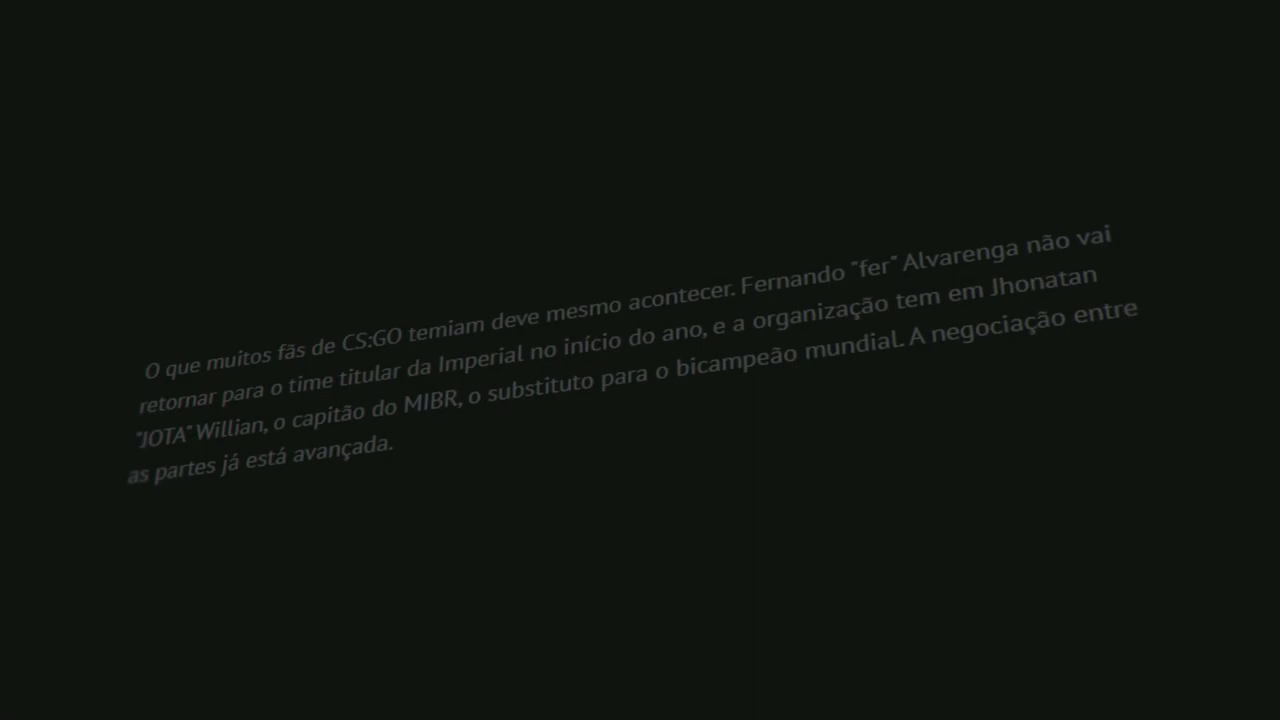 O que muitos fãs de CS:GO temiam deve mesmo acontecer. Fernando "fer" Alvarenga não vai
retornar para o time titular da Imperial no início do ano, e a organização tem em Jhonatan
"JOTA" Willian, o capitão do MIBR, o substituto para o bicampeão mundial. A negociação entre
as partes já está avançada.